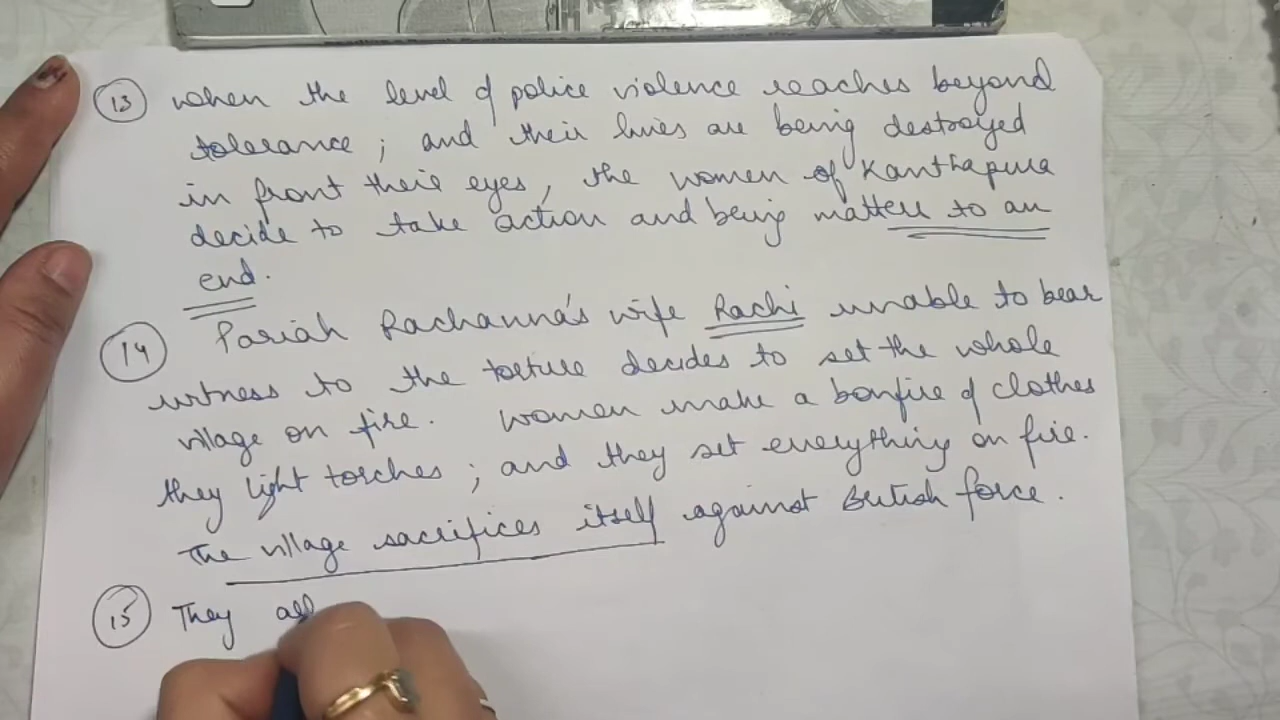 13 when the level of police violence reaches beyond
tolerance ; and their lives are being destroyed
in front their eyes, the women of Kanthapura
decide to take action and being matters to an
end.
14 Pariah Rachanna's wife Rachi unable to bear
witness to the torture decides to set the whole
village on fire. Women make a bonfire of clothes
they light torches ; and they set everything on fire.
The village sacrifices itself against British force.
15 They all